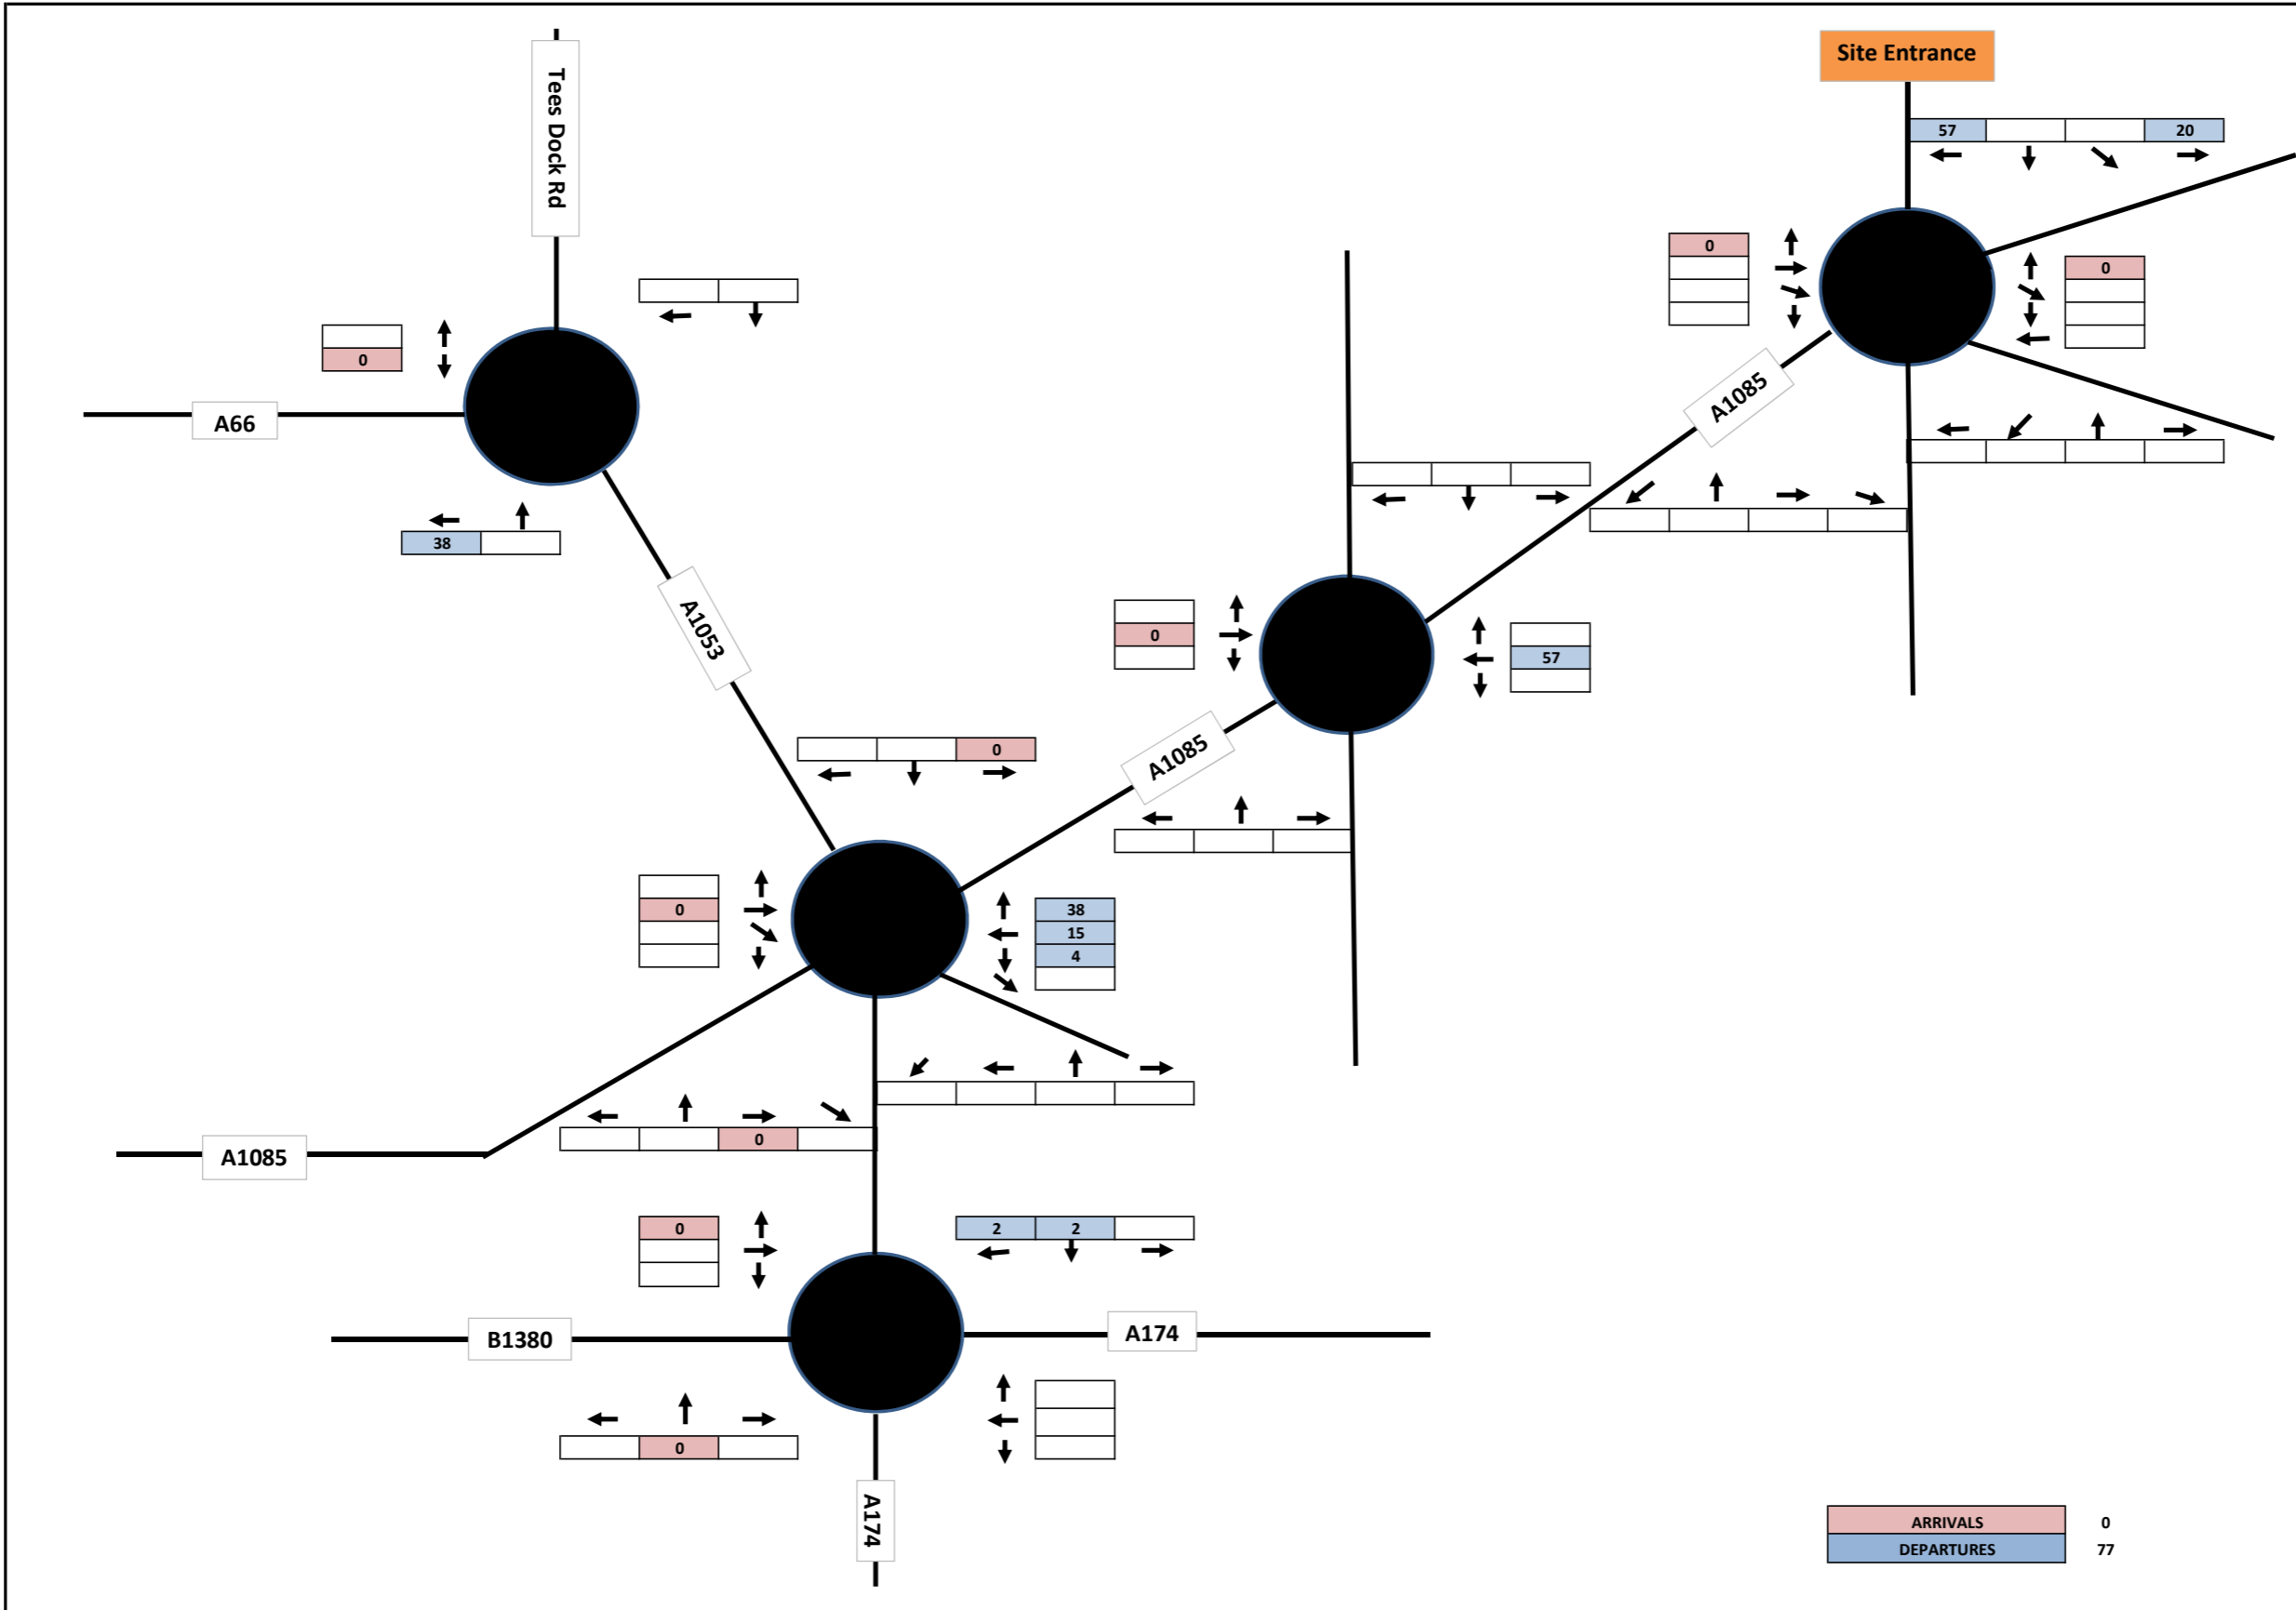 Site Entrance
Tees Dock Rd
57 20
0
0
0
A66
A1085
38
A1053
0
57
0
A1085
0
38
15
4
0
A1085
0
2 2
B1380
A174
0
A174
ARRIVALS 0
DEPARTURES 77